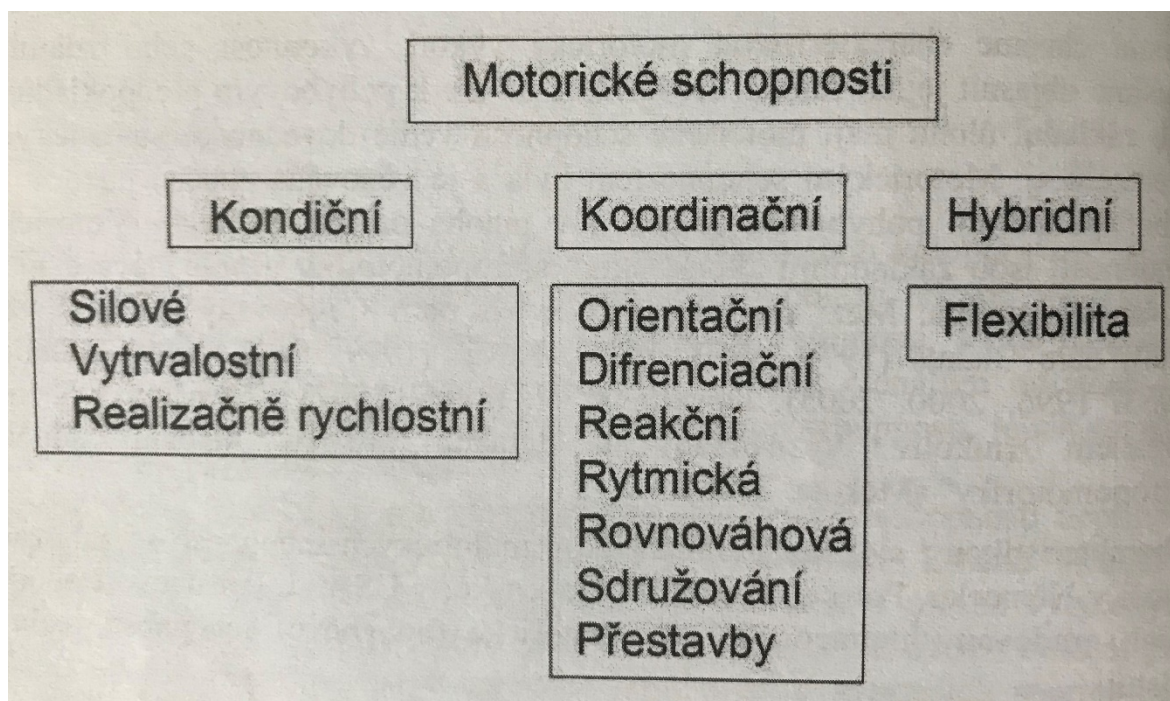 Motorické schopnosti
Kondiční
Koordinační
Hybridní
Silové
Vytrvalostní
Realizačně rychlostní
Orientační
Difrenciační
Reakční
Rytmická
Rovnováhová
Sdružování
Přestavby
Flexibilita